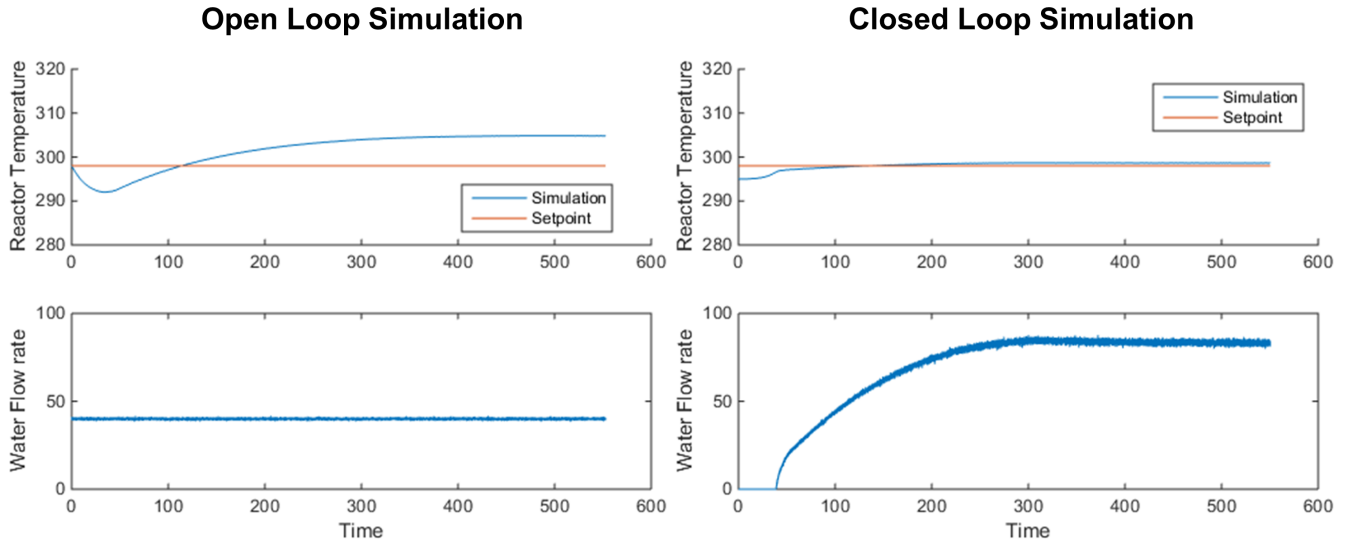 Open Loop Simulation
Closed Loop Simulation
Reactor Temperature
320
310
300
290
280
0 100 200 300 400 500 600
Simulation
Setpoint
Reactor Temperature
320
310
300
290
280
0 100 200 300 400 500 600
Simulation
Setpoint
Water Flow rate
100
50
0
0 100 200 300 400 500 600
Time
Water Flow rate
100
50
0
0 100 200 300 400 500 600
Time